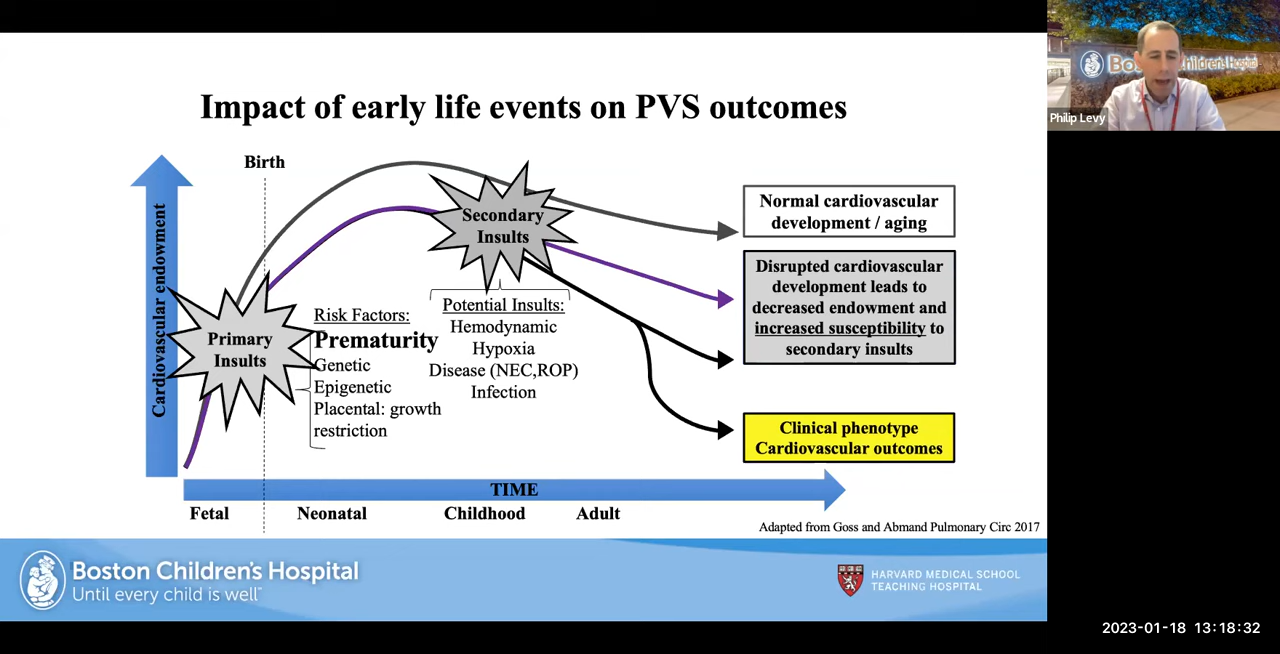 Impact of early life events on PVS outcomes
Birth
Cardiovascular endowment
Primary
Insults
Risk Factors:
Prematurity
Genetic
Epigenetic
Placental: growth
restriction
Secondary
Insults
Potential Insults:
Hemodynamic
Hypoxia
Disease (NEC,ROP)
Infection
Normal cardiovascular
development / aging
Disrupted cardiovascular
development leads to
decreased endowment and
increased susceptibility to
secondary insults
Clinical phenotype
Cardiovascular outcomes
TIME
Fetal
Neonatal
Childhood
Adult
Adapted from Goss and Abmand Pulmonary Circ 2017
Boston Children's Hospital
Until every child is well™
HARVARD MEDICAL SCHOOL
TEACHING HOSPITAL
Philip Levy
2023-01-18 13:18:32